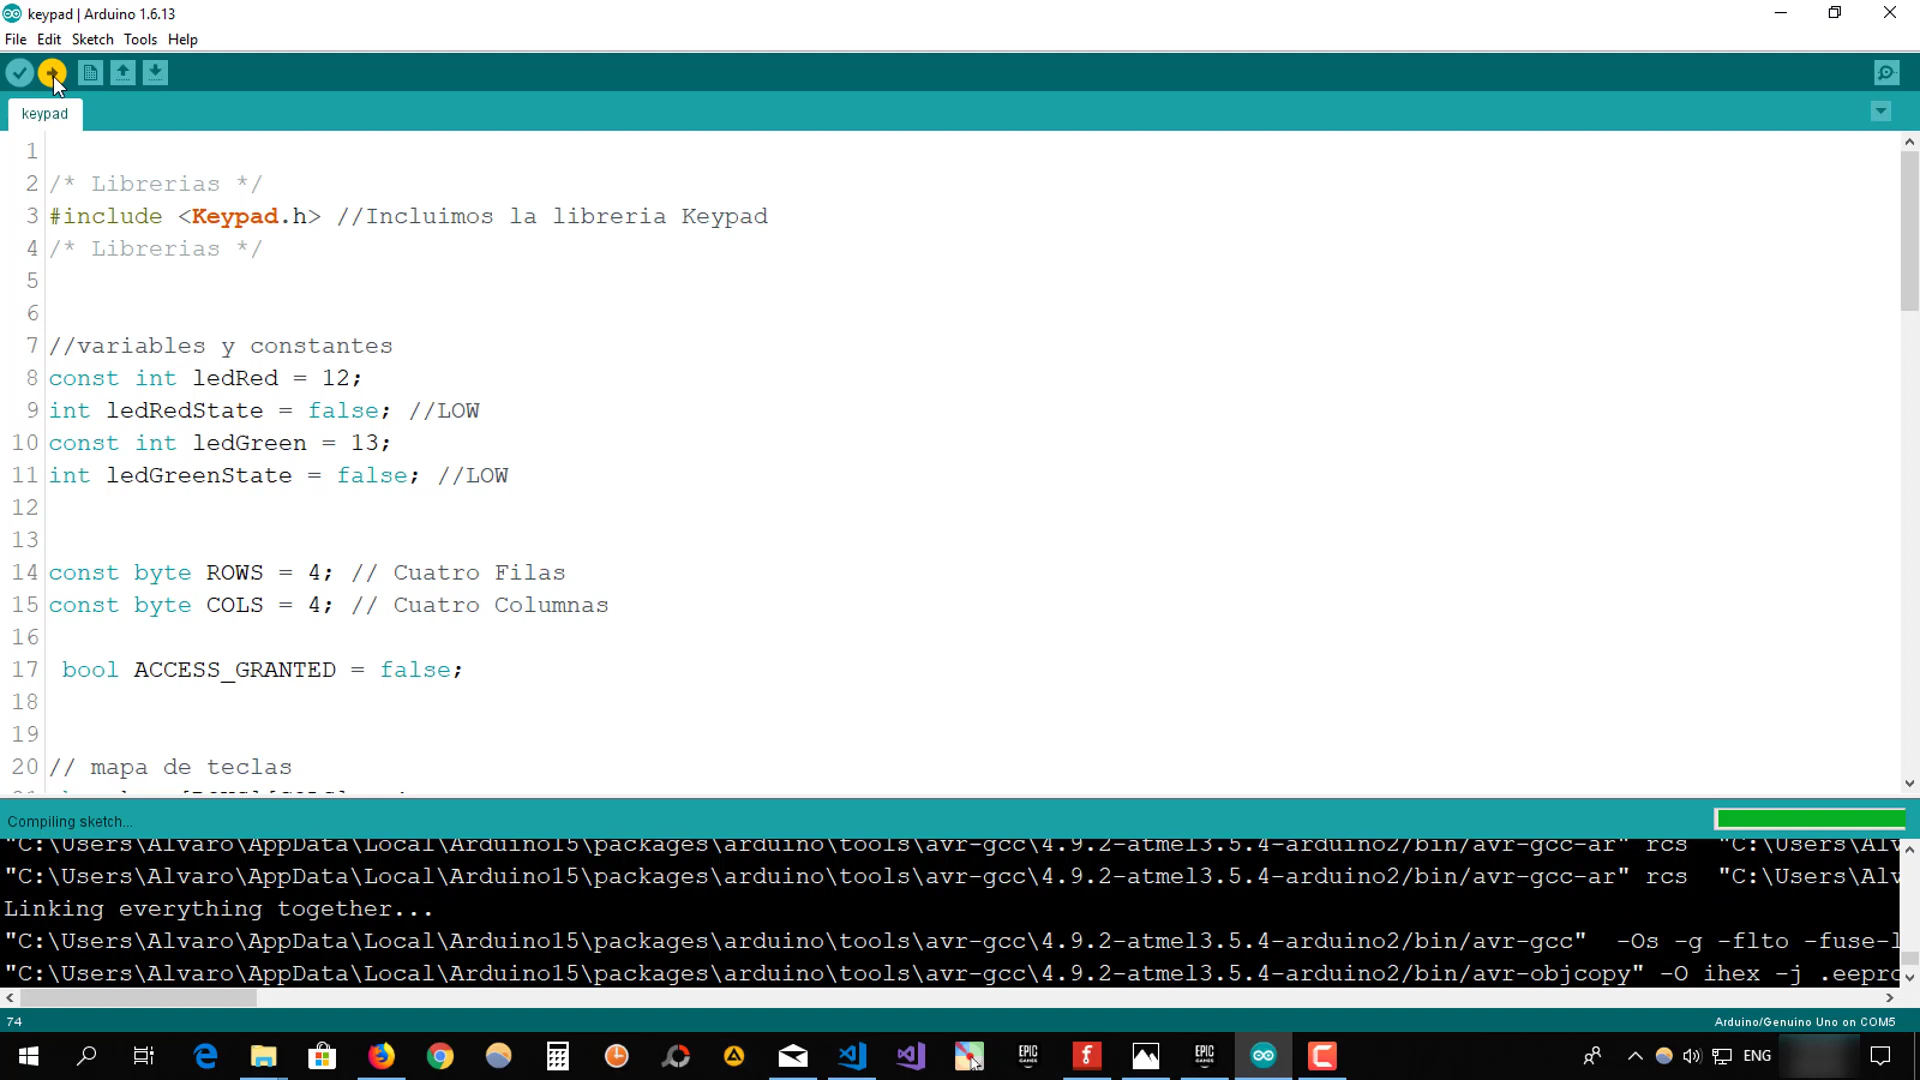 keypad | Arduino 1.6.13
File Edit Sketch Tools Help
keypad
1
2 /* Librerias */
3 #include <Keypad.h> //Incluimos la libreria Keypad
4 /* Librerias */
5
6
7 //variables y constantes
8 const int ledRed = 12;
9 int ledRedState = false; //LOW
10 const int ledGreen = 13;
11 int ledGreenState = false; //LOW
12
13
14 const byte ROWS = 4; // Cuatro Filas
15 const byte COLS = 4; // Cuatro Columnas
16
17 bool ACCESS_GRANTED = false;
18
19
20 // mapa de teclas
Compiling sketch...
"C:\Users\Alvaro\AppData\Local\Arduino15\packages\arduino\tools\avr-gcc\4.9.2-atmel3.5.4-arduino2/bin/avr-gcc-ar" rcs "C:\Users\Alv
"C:\Users\Alvaro\AppData\Local\Arduino15\packages\arduino\tools\avr-gcc\4.9.2-atmel3.5.4-arduino2/bin/avr-gcc-ar" rcs "C:\Users\Alv
Linking everything together...
"C:\Users\Alvaro\AppData\Local\Arduino15\packages\arduino\tools\avr-gcc\4.9.2-atmel3.5.4-arduino2/bin/avr-gcc" -Os -g -flto -fuse-l
"C:\Users\Alvaro\AppData\Local\Arduino15\packages\arduino\tools\avr-gcc\4.9.2-atmel3.5.4-arduino2/bin/avr-objcopy" -O ihex -j .eepro
74
Arduino/Genuino Uno on COM5
EPIC GAMES
EPIC GAMES
ENG